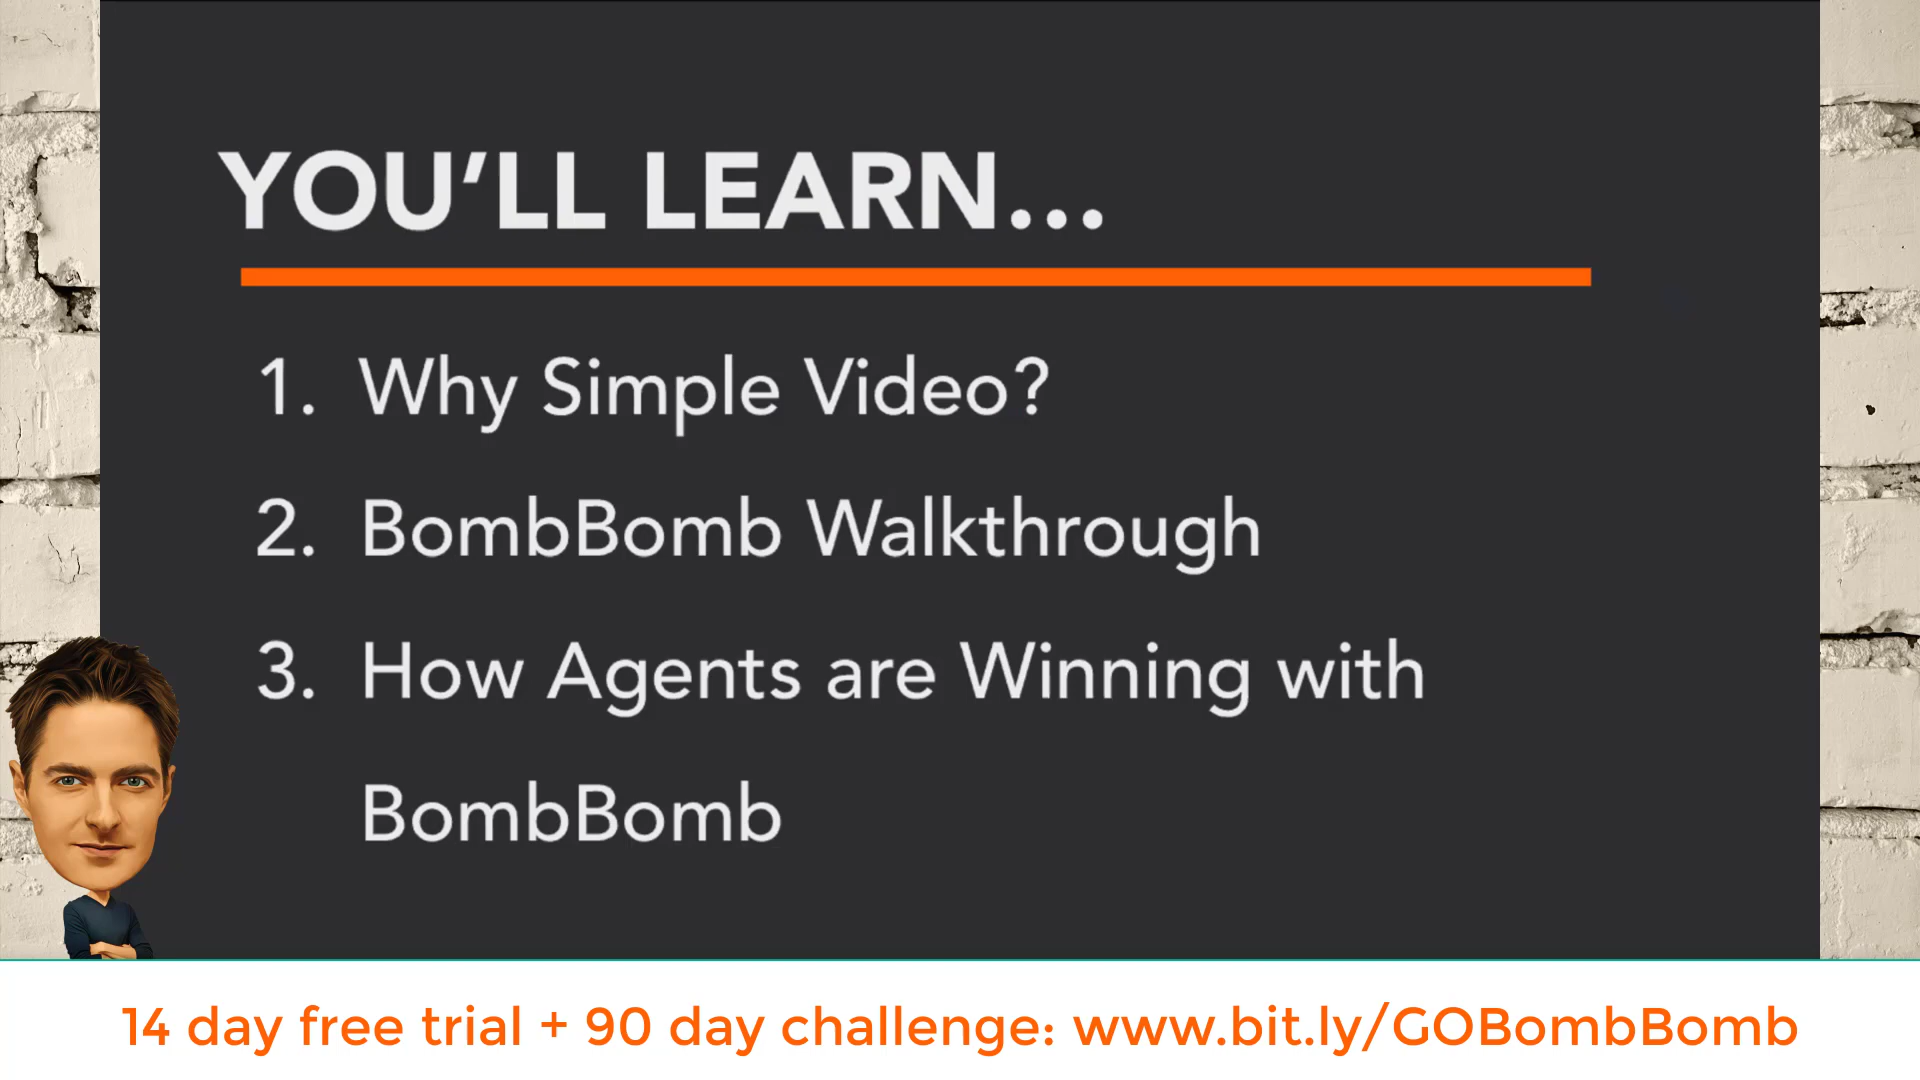 YOU’LL LEARN...
1. Why Simple Video?
2. BombBomb Walkthrough
3. How Agents are Winning with
BombBomb
14 day free trial + 90 day challenge: www.bit.ly/GOBombBomb